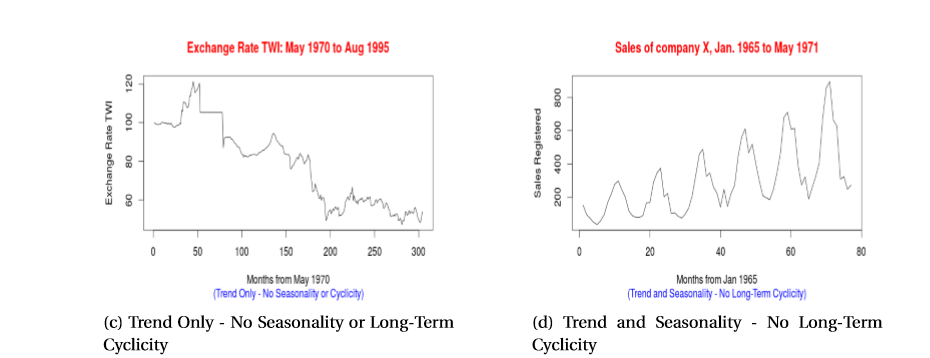 Exchange Rate TWI: May 1970 to Aug 1995
Exchange Rate TWI
120
100
80
60
0 50 100 150 200 250 300
Months from May 1970
(Trend Only - No Seasonality or Cyclicity)
(c) Trend Only - No Seasonality or Long-Term
Cyclicity
Sales of company X, Jan. 1965 to May 1971
Sales Registered
800
600
400
200
0 20 40 60 80
Months from Jan 1965
(Trend and Seasonality - No Long-Term Cyclicity)
(d) Trend and Seasonality - No Long-Term
Cyclicity